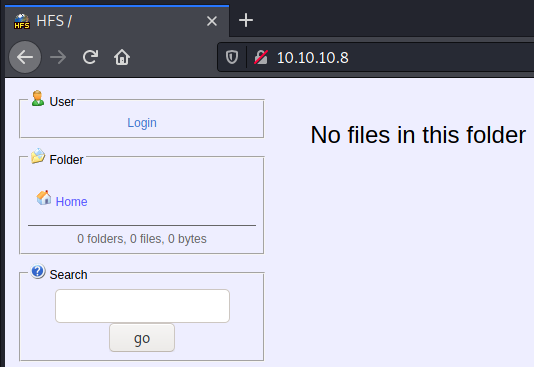 HFS /
10.10.10.8
User
Login
No files in this folder
Folder
Home
0 folders, 0 files, 0 bytes
Search
go